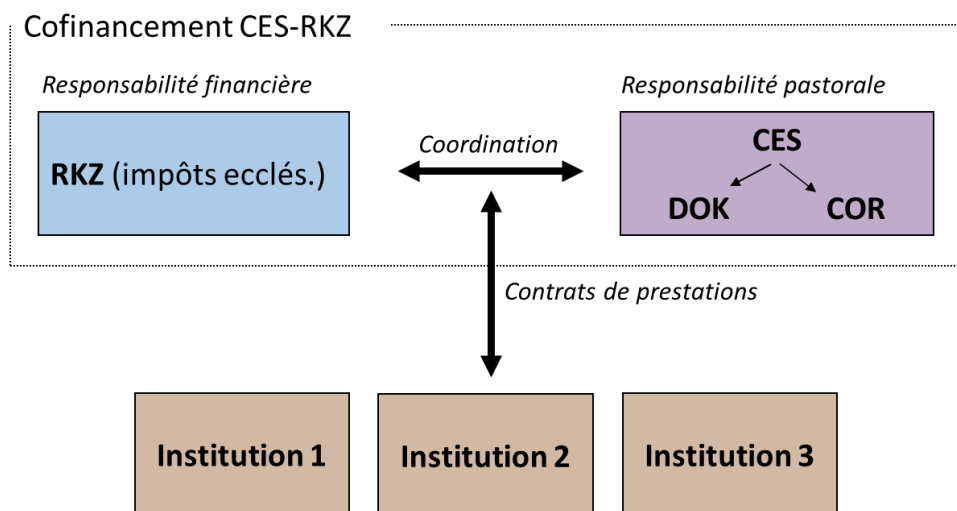 Cofinancement CES-RKZ
Responsabilité financière
Responsabilité pastorale
RKZ (impôts ecclés.)
Coordination
CES
DOK
COR
Contrats de prestations
Institution 1
Institution 2
Institution 3